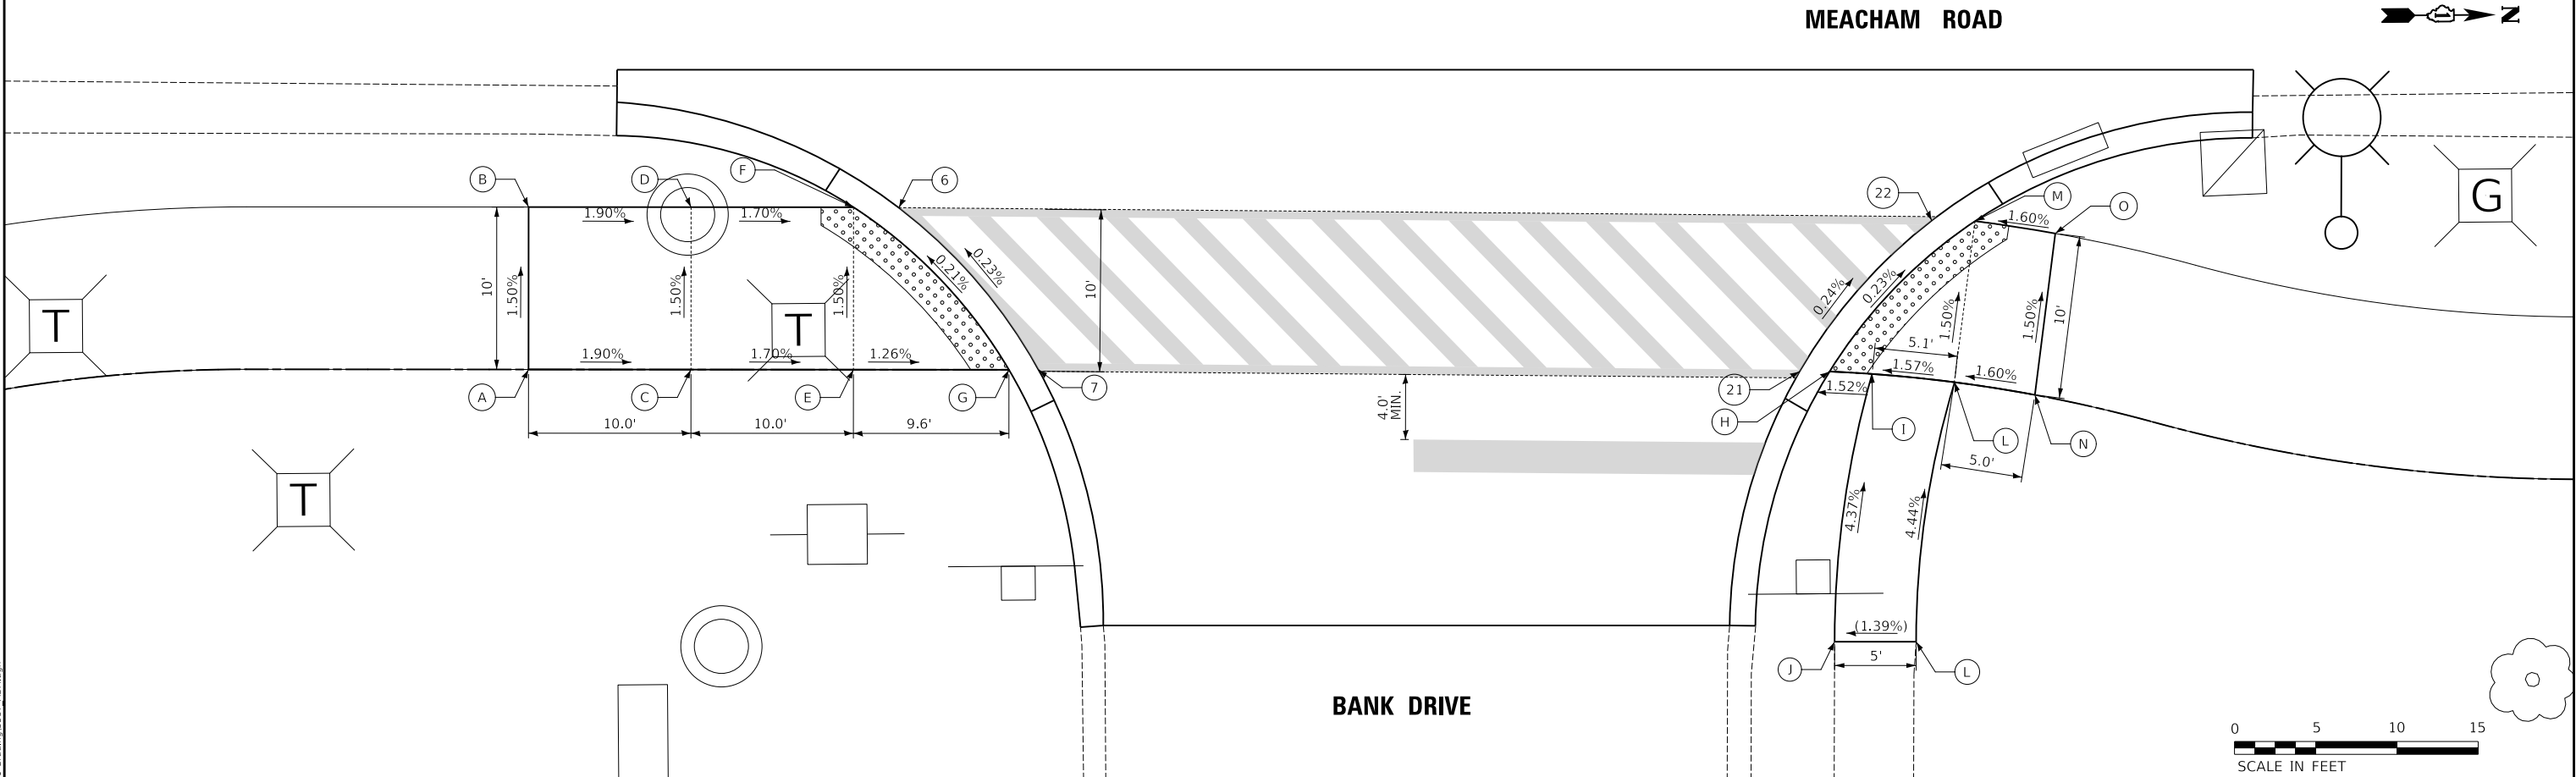 MEACHAM ROAD
N
B
D
F
6
22
M
O
G
1.90%
1.70%
1.60%
10'
1.50%
1.50%
1.50%
0.21%
0.23%
10'
0.24%
0.23%
1.50%
1.50%
10'
T
T
5.1'
1.90%
1.70%
1.26%
1.57%
1.60%
1.52%
A
C
E
G
7
21
H
I
L
N
4.0'
MIN.
10.0'
10.0'
9.6'
5.0'
T
4.37%
4.44%
(1.39%)
J
5'
L
BANK DRIVE
0 5 10 15
SCALE IN FEET